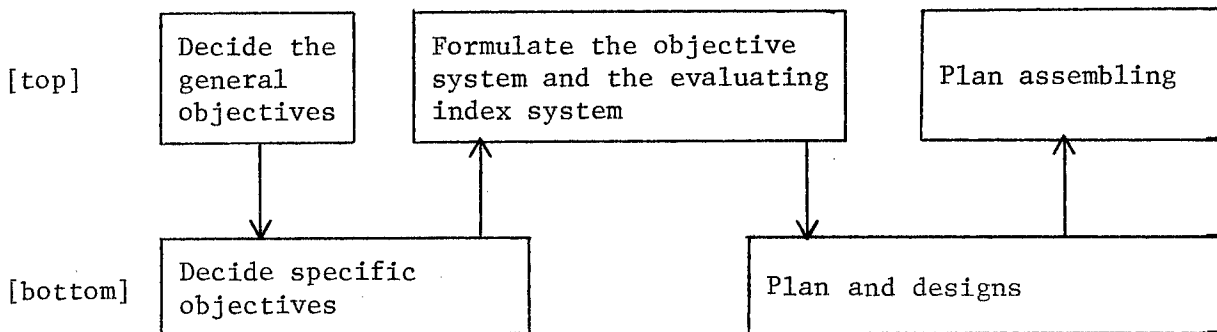 [top]
Decide the
general
objectives
Formulate the objective
system and the evaluating
index system
Plan assembling
[bottom]
Decide specific
objectives
Plan and designs